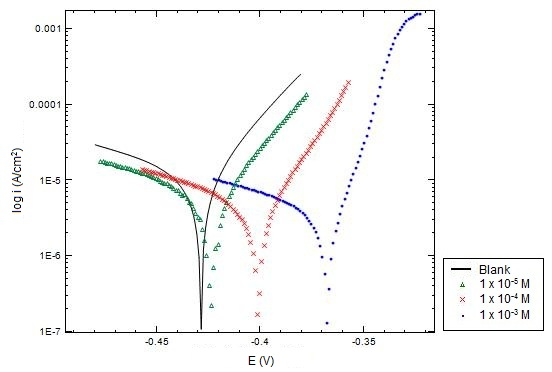 0.001
0.0001
1E-5
1E-6
1E-7
log i (A/cm²)
-0.45
-0.4
-0.35
E (V)
Blank
1 x 10⁻⁵ M
1 x 10⁻⁴ M
1 x 10⁻³ M